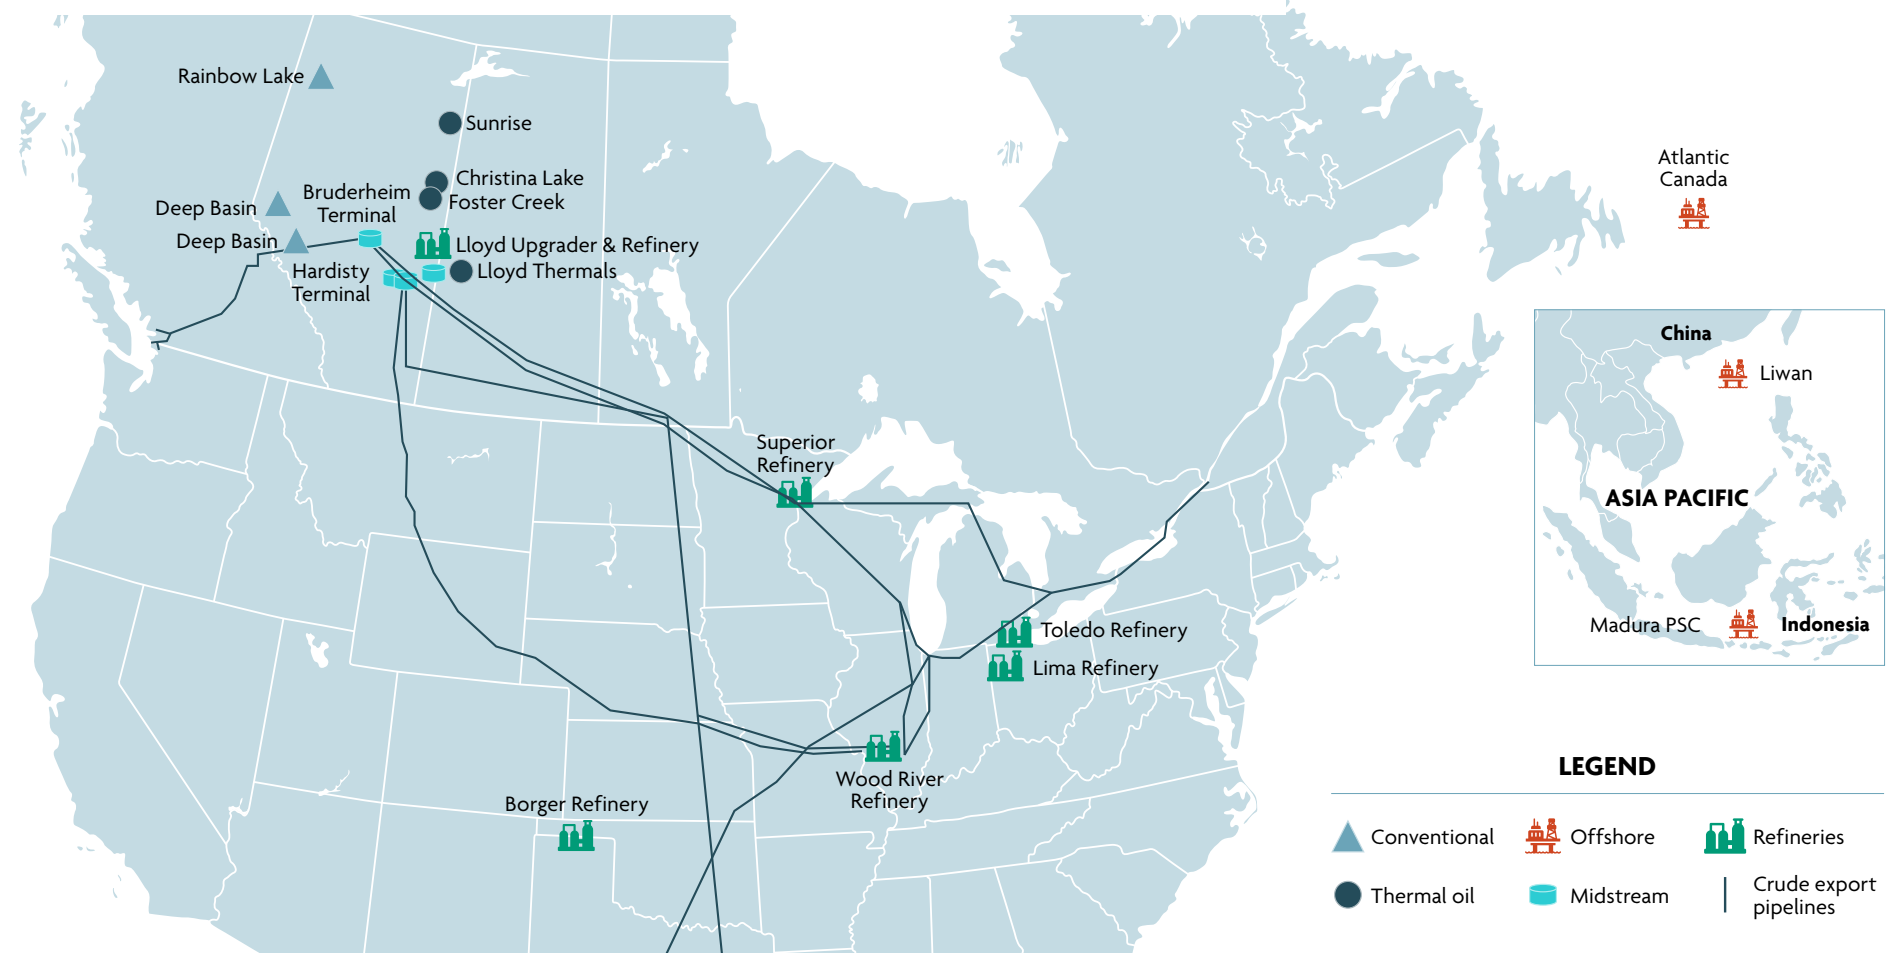 Rainbow Lake
Sunrise
Christina Lake
Foster Creek
Bruderheim
Terminal
Deep Basin
Deep Basin
Lloyd Upgrader & Refinery
Hardisty
Terminal
Lloyd Thermals
Atlantic
Canada
China
Liwan
ASIA PACIFIC
Madura PSC
Indonesia
Superior
Refinery
Toledo Refinery
Lima Refinery
Wood River
Refinery
Borger Refinery
LEGEND
Conventional
Offshore
Refineries
Thermal oil
Midstream
Crude export
pipelines